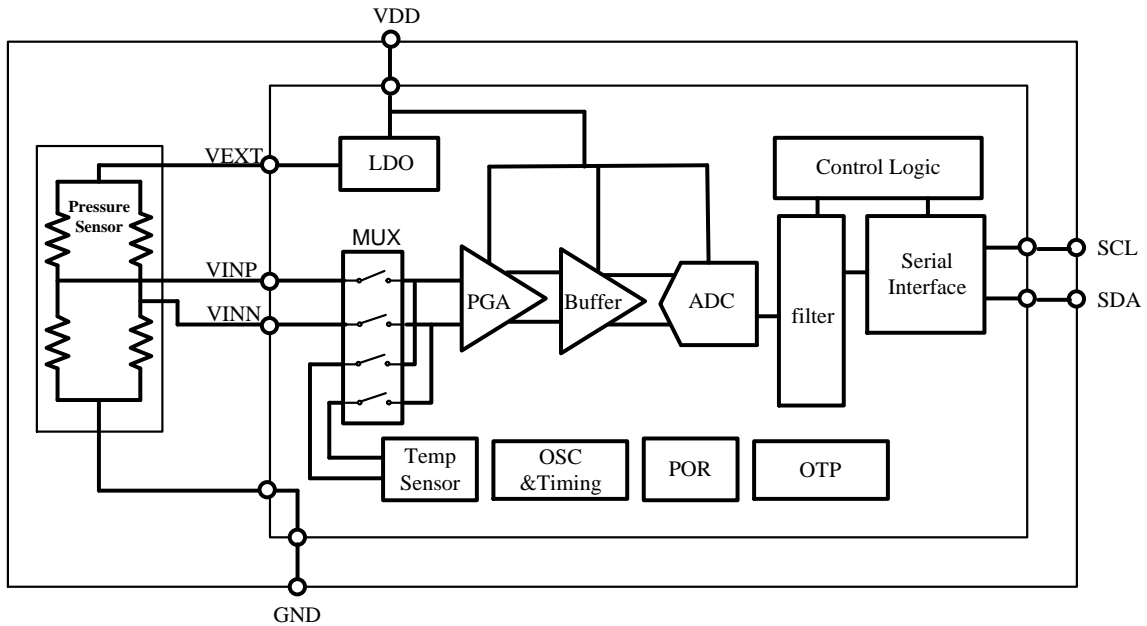 VDD
VEXT
LDO
Control Logic
Pressure
Sensor
MUX
VINP
VINN
PGA
Buffer
ADC
filter
Serial
Interface
SCL
SDA
Temp
Sensor
OSC
&Timing
POR
OTP
GND